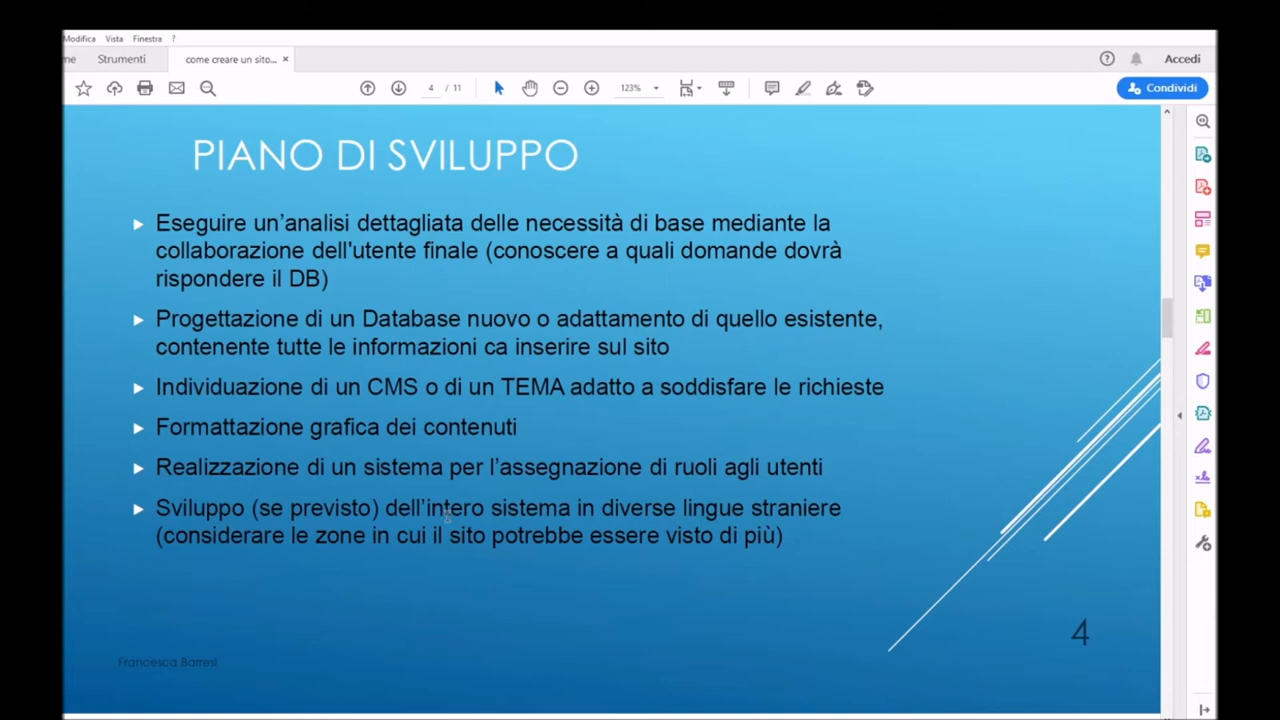 Modifica Vista Finestra ?
me Strumenti come creare un sito... × Accedi
4 / 11 123% Condividi
PIANO DI SVILUPPO
Eseguire un'analisi dettagliata delle necessità di base mediante la
collaborazione dell'utente finale (conoscere a quali domande dovrà
rispondere il DB)
Progettazione di un Database nuovo o adattamento di quello esistente,
contenente tutte le informazioni ca inserire sul sito
Individuazione di un CMS o di un TEMA adatto a soddisfare le richieste
Formattazione grafica dei contenuti
Realizzazione di un sistema per l'assegnazione di ruoli agli utenti
Sviluppo (se previsto) dell'intero sistema in diverse lingue straniere
(considerare le zone in cui il sito potrebbe essere visto di più)
Francesca Barresi
4